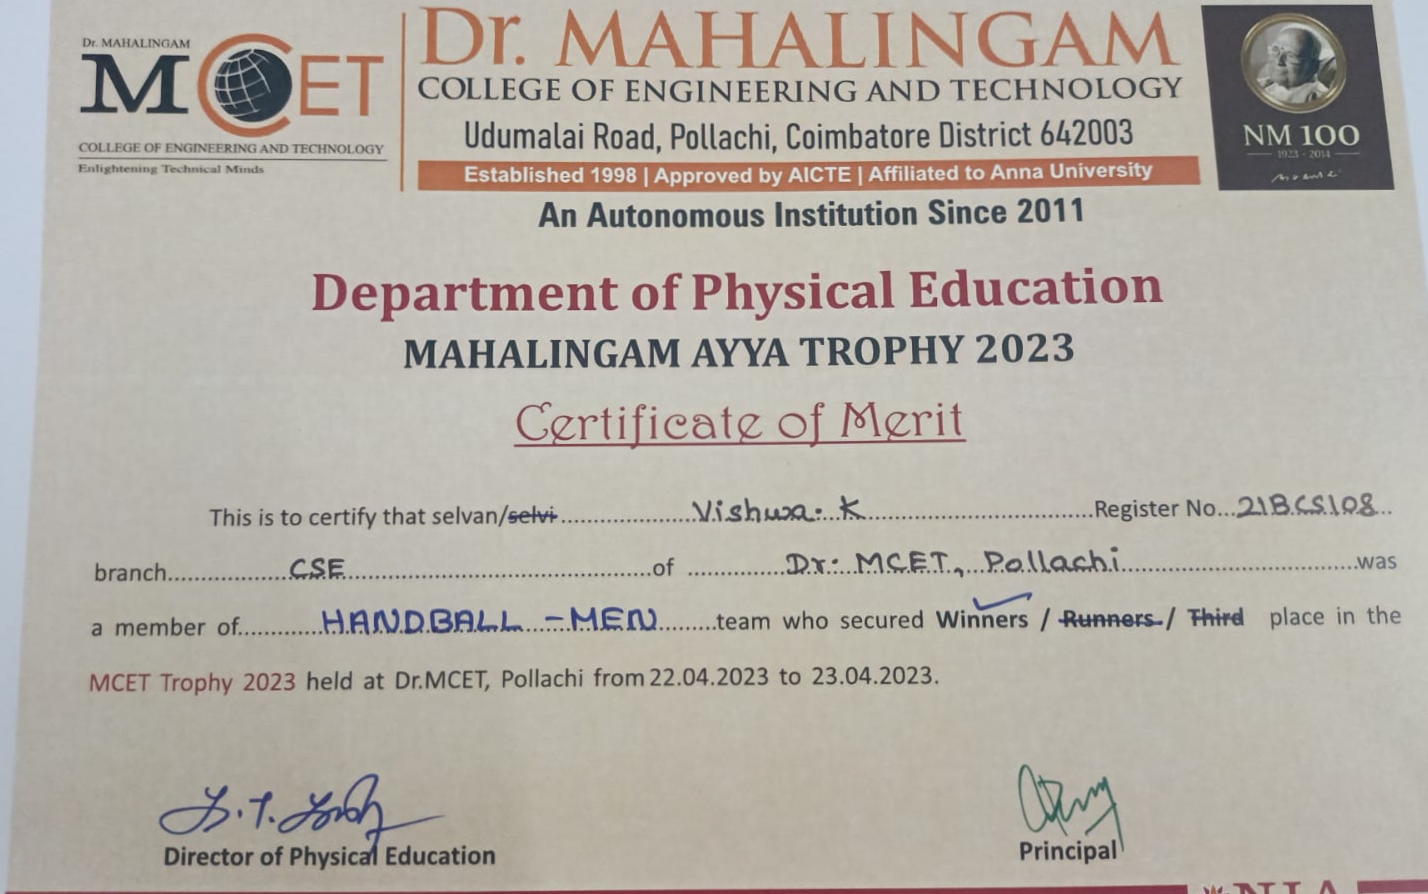 Dr. MAHALINGAM
MCET
COLLEGE OF ENGINEERING AND TECHNOLOGY
Enlightening Technical Minds
Dr. MAHALINGAM
COLLEGE OF ENGINEERING AND TECHNOLOGY
Udumalai Road, Pollachi, Coimbatore District 642003
Established 1998 | Approved by AICTE | Affiliated to Anna University
An Autonomous Institution Since 2011
NM 100
1923 - 2014
Department of Physical Education
MAHALINGAM AYYA TROPHY 2023
Certificate of Merit
This is to certify that selvan/selvi Vishwa. K Register No. 21BCS108
branch CSE of Dr. MCET, Pollachi was
a member of HANDBALL - MEN team who secured Winners / Runners / Third place in the
MCET Trophy 2023 held at Dr.MCET, Pollachi from 22.04.2023 to 23.04.2023.
Director of Physical Education
Principal